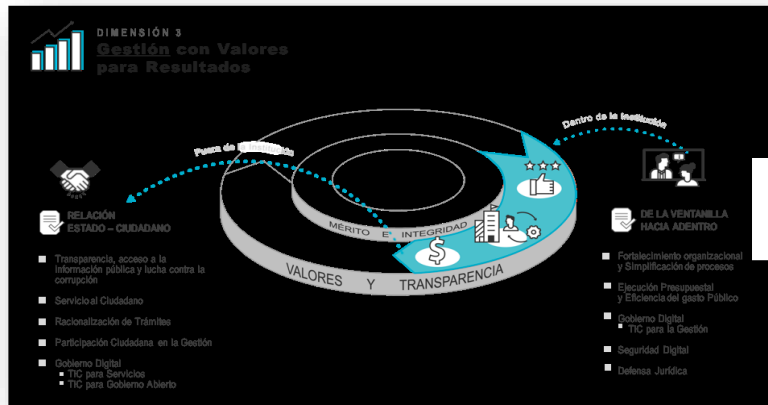 DIMENSIÓN 3
Gestión con Valores
para Resultados
Fuera de la Institución
Dentro de la Institución
RELACIÓN
ESTADO – CIUDADANO
Transparencia, acceso a la
información pública y lucha contra la
corrupción
Servicio al Ciudadano
Racionalización de Trámites
Participación Ciudadana en la Gestión
Gobierno Digital
TIC para Servicios
TIC para Gobierno Abierto
MÉRITO E INTEGRIDAD
VALORES Y TRANSPARENCIA
$
DE LA VENTANILLA
HACIA ADENTRO
Fortalecimiento organizacional
y Simplificación de procesos
Ejecución Presupuestal
y Eficiencia del gasto Público
Gobierno Digital
TIC para la Gestión
Seguridad Digital
Defensa Jurídica